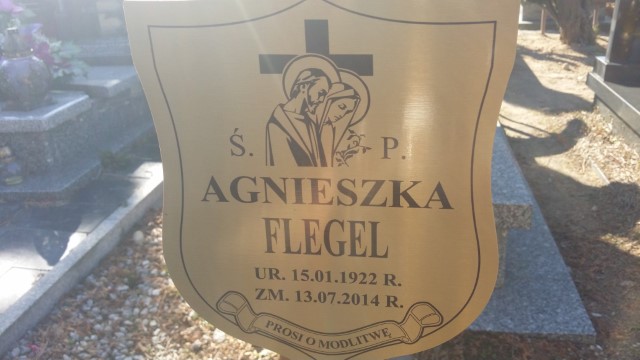 Ś. P.
AGNIESZKA
FLEGEL
UR. 15.01.1922 R.
ZM. 13.07.2014 R.
PROSI O MODLITWĘ